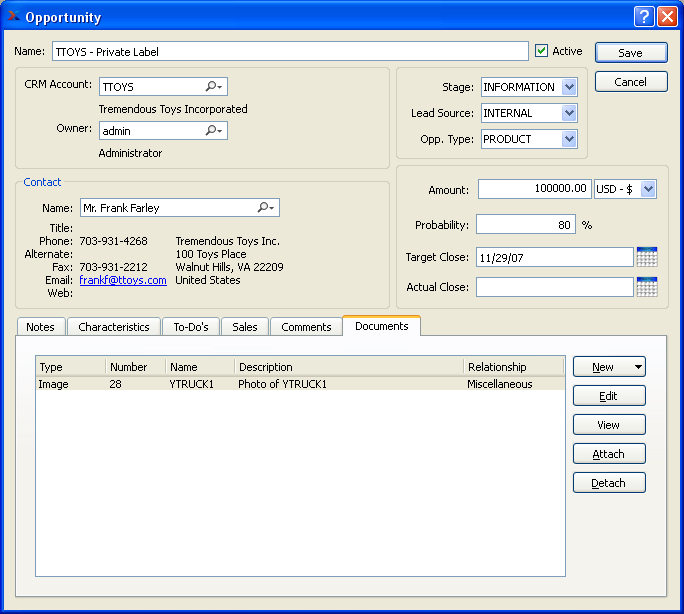 Opportunity
Name: TTOYS - Private Label Active Save
Cancel
CRM Account: TTOYS
Tremendous Toys Incorporated
Owner: admin
Administrator
Stage: INFORMATION
Lead Source: INTERNAL
Opp. Type: PRODUCT
Contact
Name: Mr. Frank Farley
Title:
Phone: 703-931-4268 Tremendous Toys Inc.
Alternate: 100 Toys Place
Fax: 703-931-2212 Walnut Hills, VA 22209
Email: frankf@ttoys.com United States
Web:
Amount: 100000.00 USD - $
Probability: 80 %
Target Close: 11/29/07
Actual Close:
Notes Characteristics To-Do's Sales Comments Documents
Type Number Name Description Relationship
Image 28 YTRUCK1 Photo of YTRUCK1 Miscellaneous
New
Edit
View
Attach
Detach